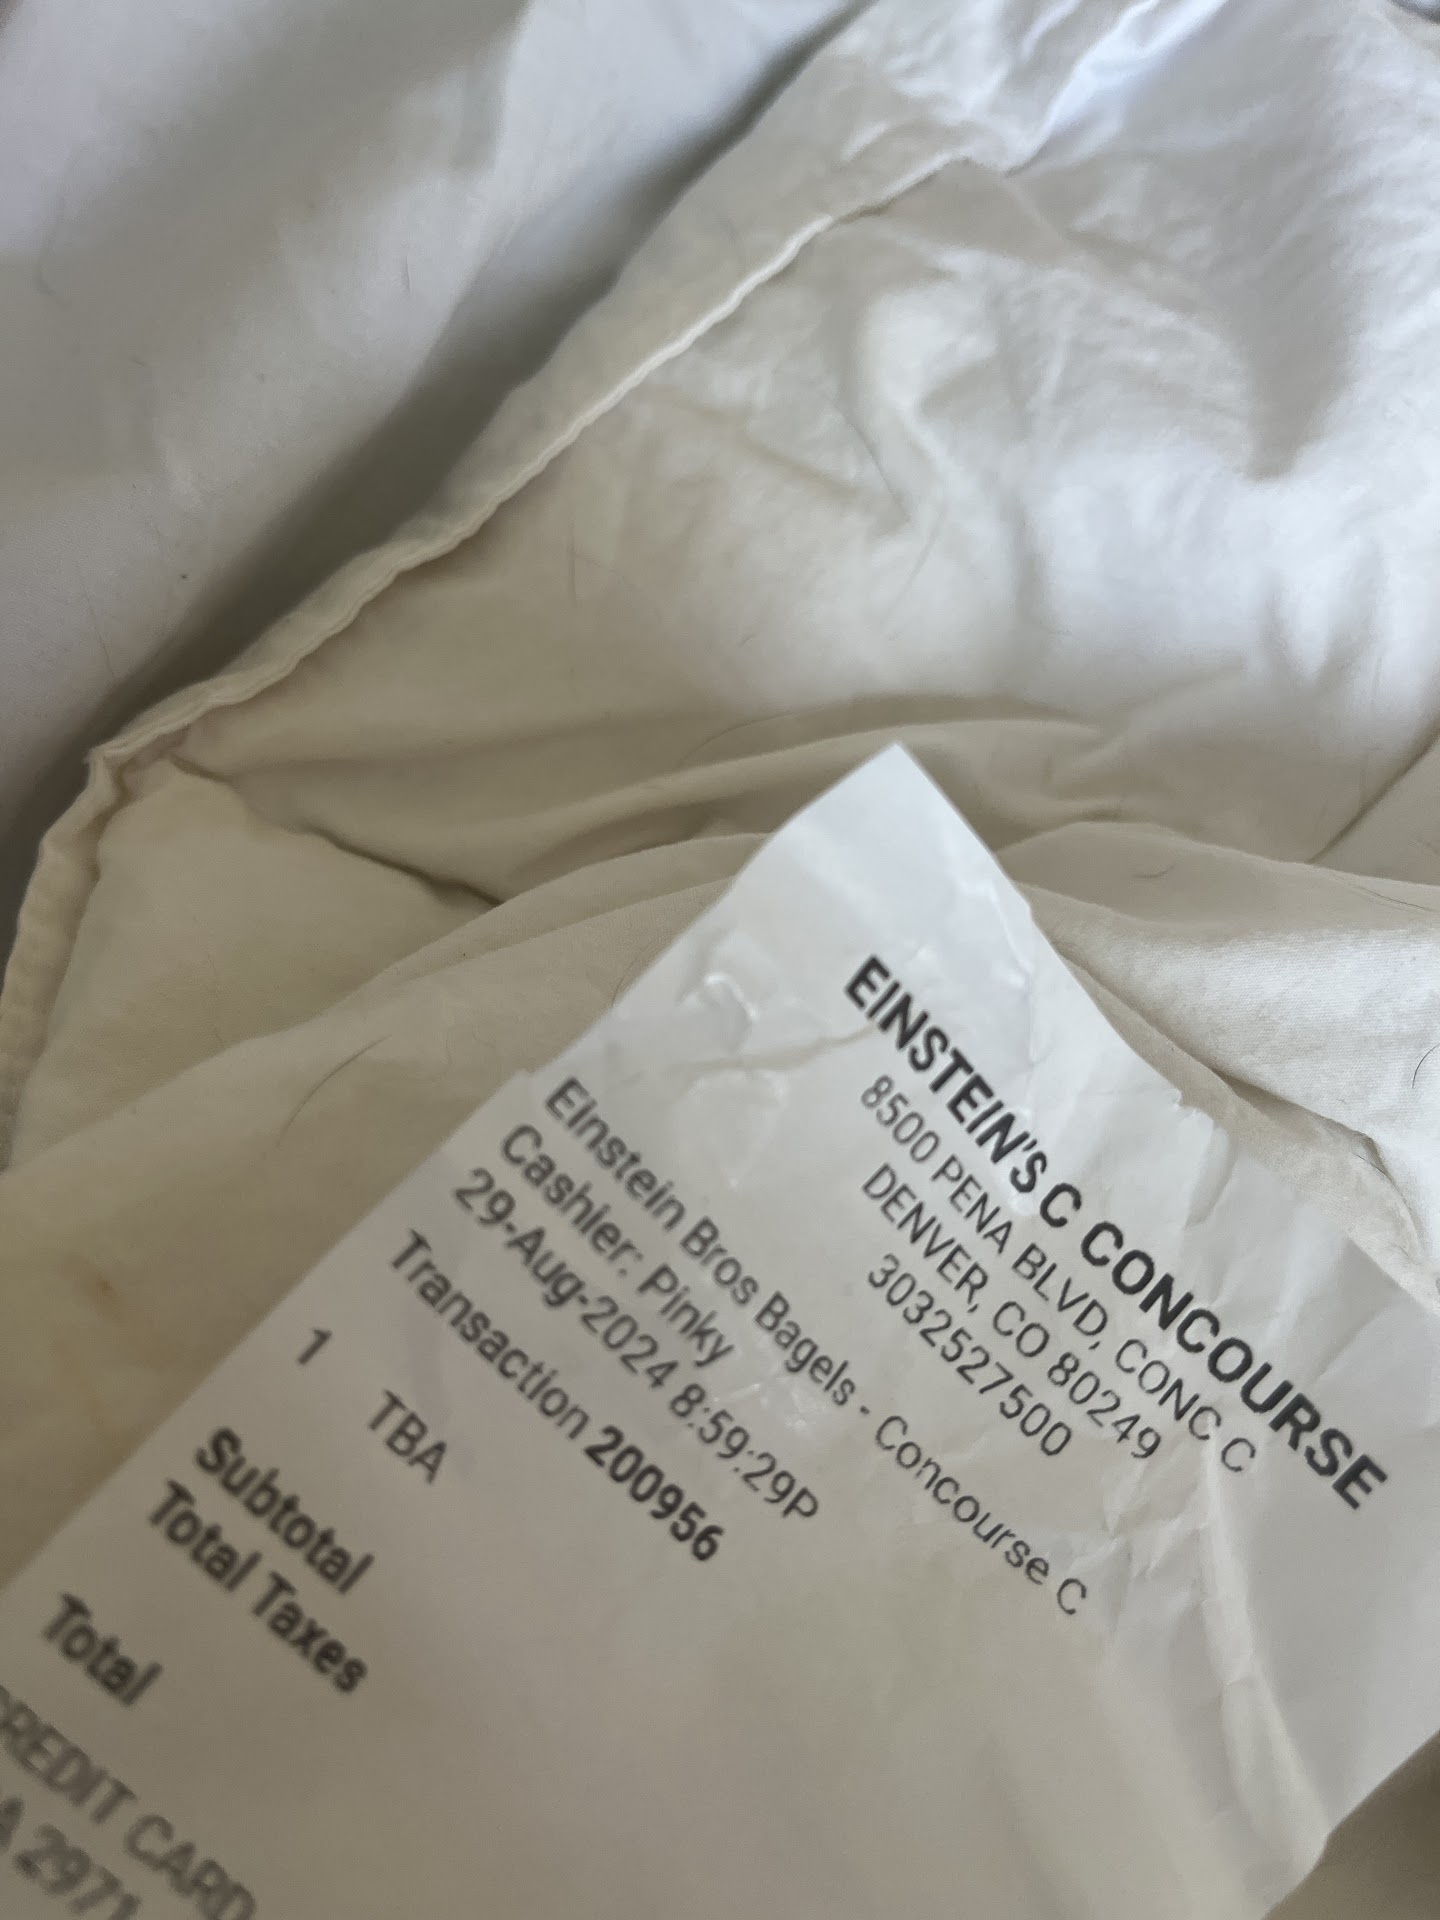 EINSTEIN'S C CONCOURSE
8500 PENA BLVD, CONC C
DENVER, CO 80249
3032527500
Einstein Bros Bagels - Concourse C
Cashier: Pinky
29-Aug-2024 8:59:29P
Transaction 200956
1 TBA
Subtotal
Total Taxes
Total
CREDIT CARD
A 2971